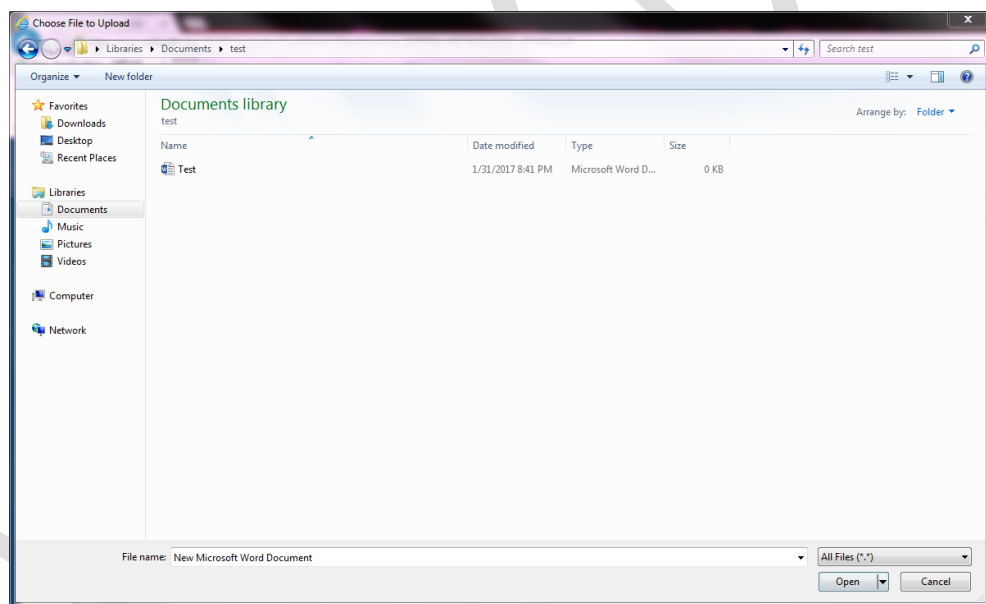 Choose File to Upload
x
Libraries Documents test
Search test
Organize New folder
Favorites
Downloads
Desktop
Recent Places
Libraries
Documents
Music
Pictures
Videos
Computer
Network
Documents library
test
Arrange by: Folder
Name Date modified Type Size
Test 1/31/2017 8:41 PM Microsoft Word D... 0 KB
File name: New Microsoft Word Document
All Files (*.*)
Open Cancel